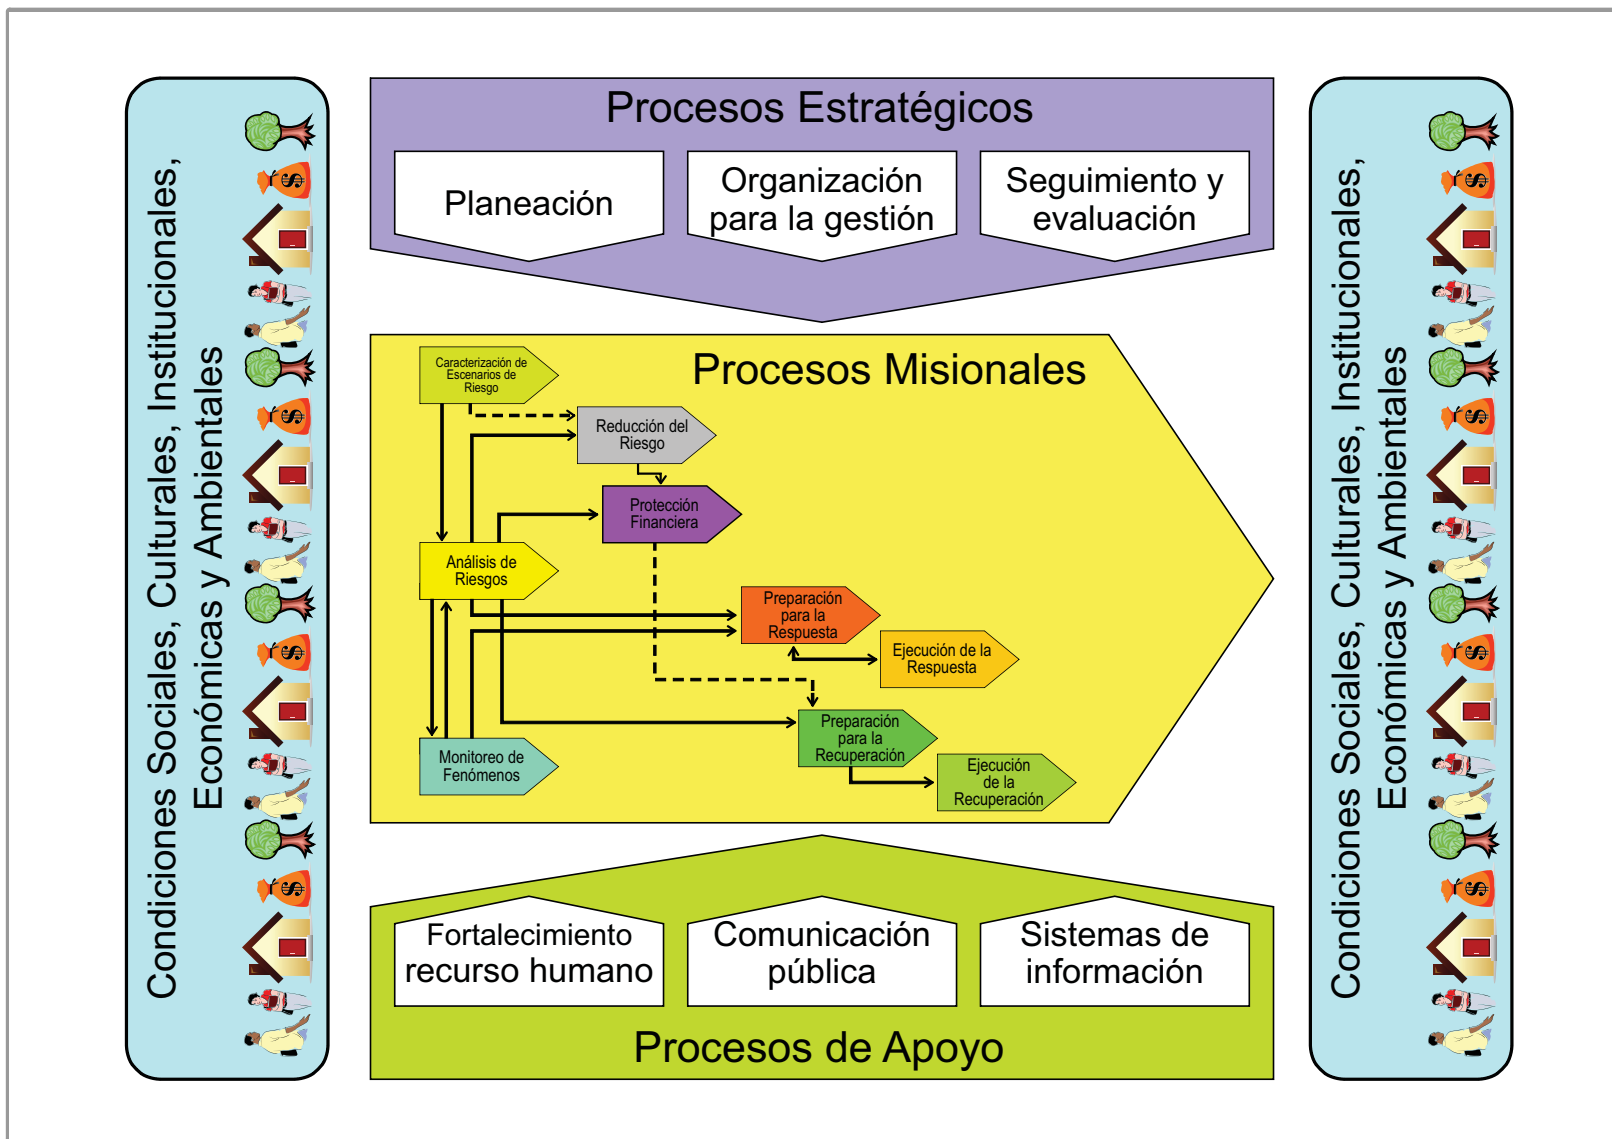 Condiciones Sociales, Culturales, Institucionales,
Económicas y Ambientales
Procesos Estratégicos
Planeación
Organización
para la gestión
Seguimiento y
evaluación
Procesos Misionales
Caracterización de
Escenarios de
Riesgo
Reducción del
Riesgo
Protección
Financiera
Análisis de
Riesgos
Preparación
para la
Respuesta
Ejecución de la
Respuesta
Preparación
para la
Recuperación
Monitoreo de
Fenómenos
Ejecución
de la
Recuperación
Fortalecimiento
recurso humano
Comunicación
pública
Sistemas de
información
Procesos de Apoyo
Condiciones Sociales, Culturales, Institucionales,
Económicas y Ambientales